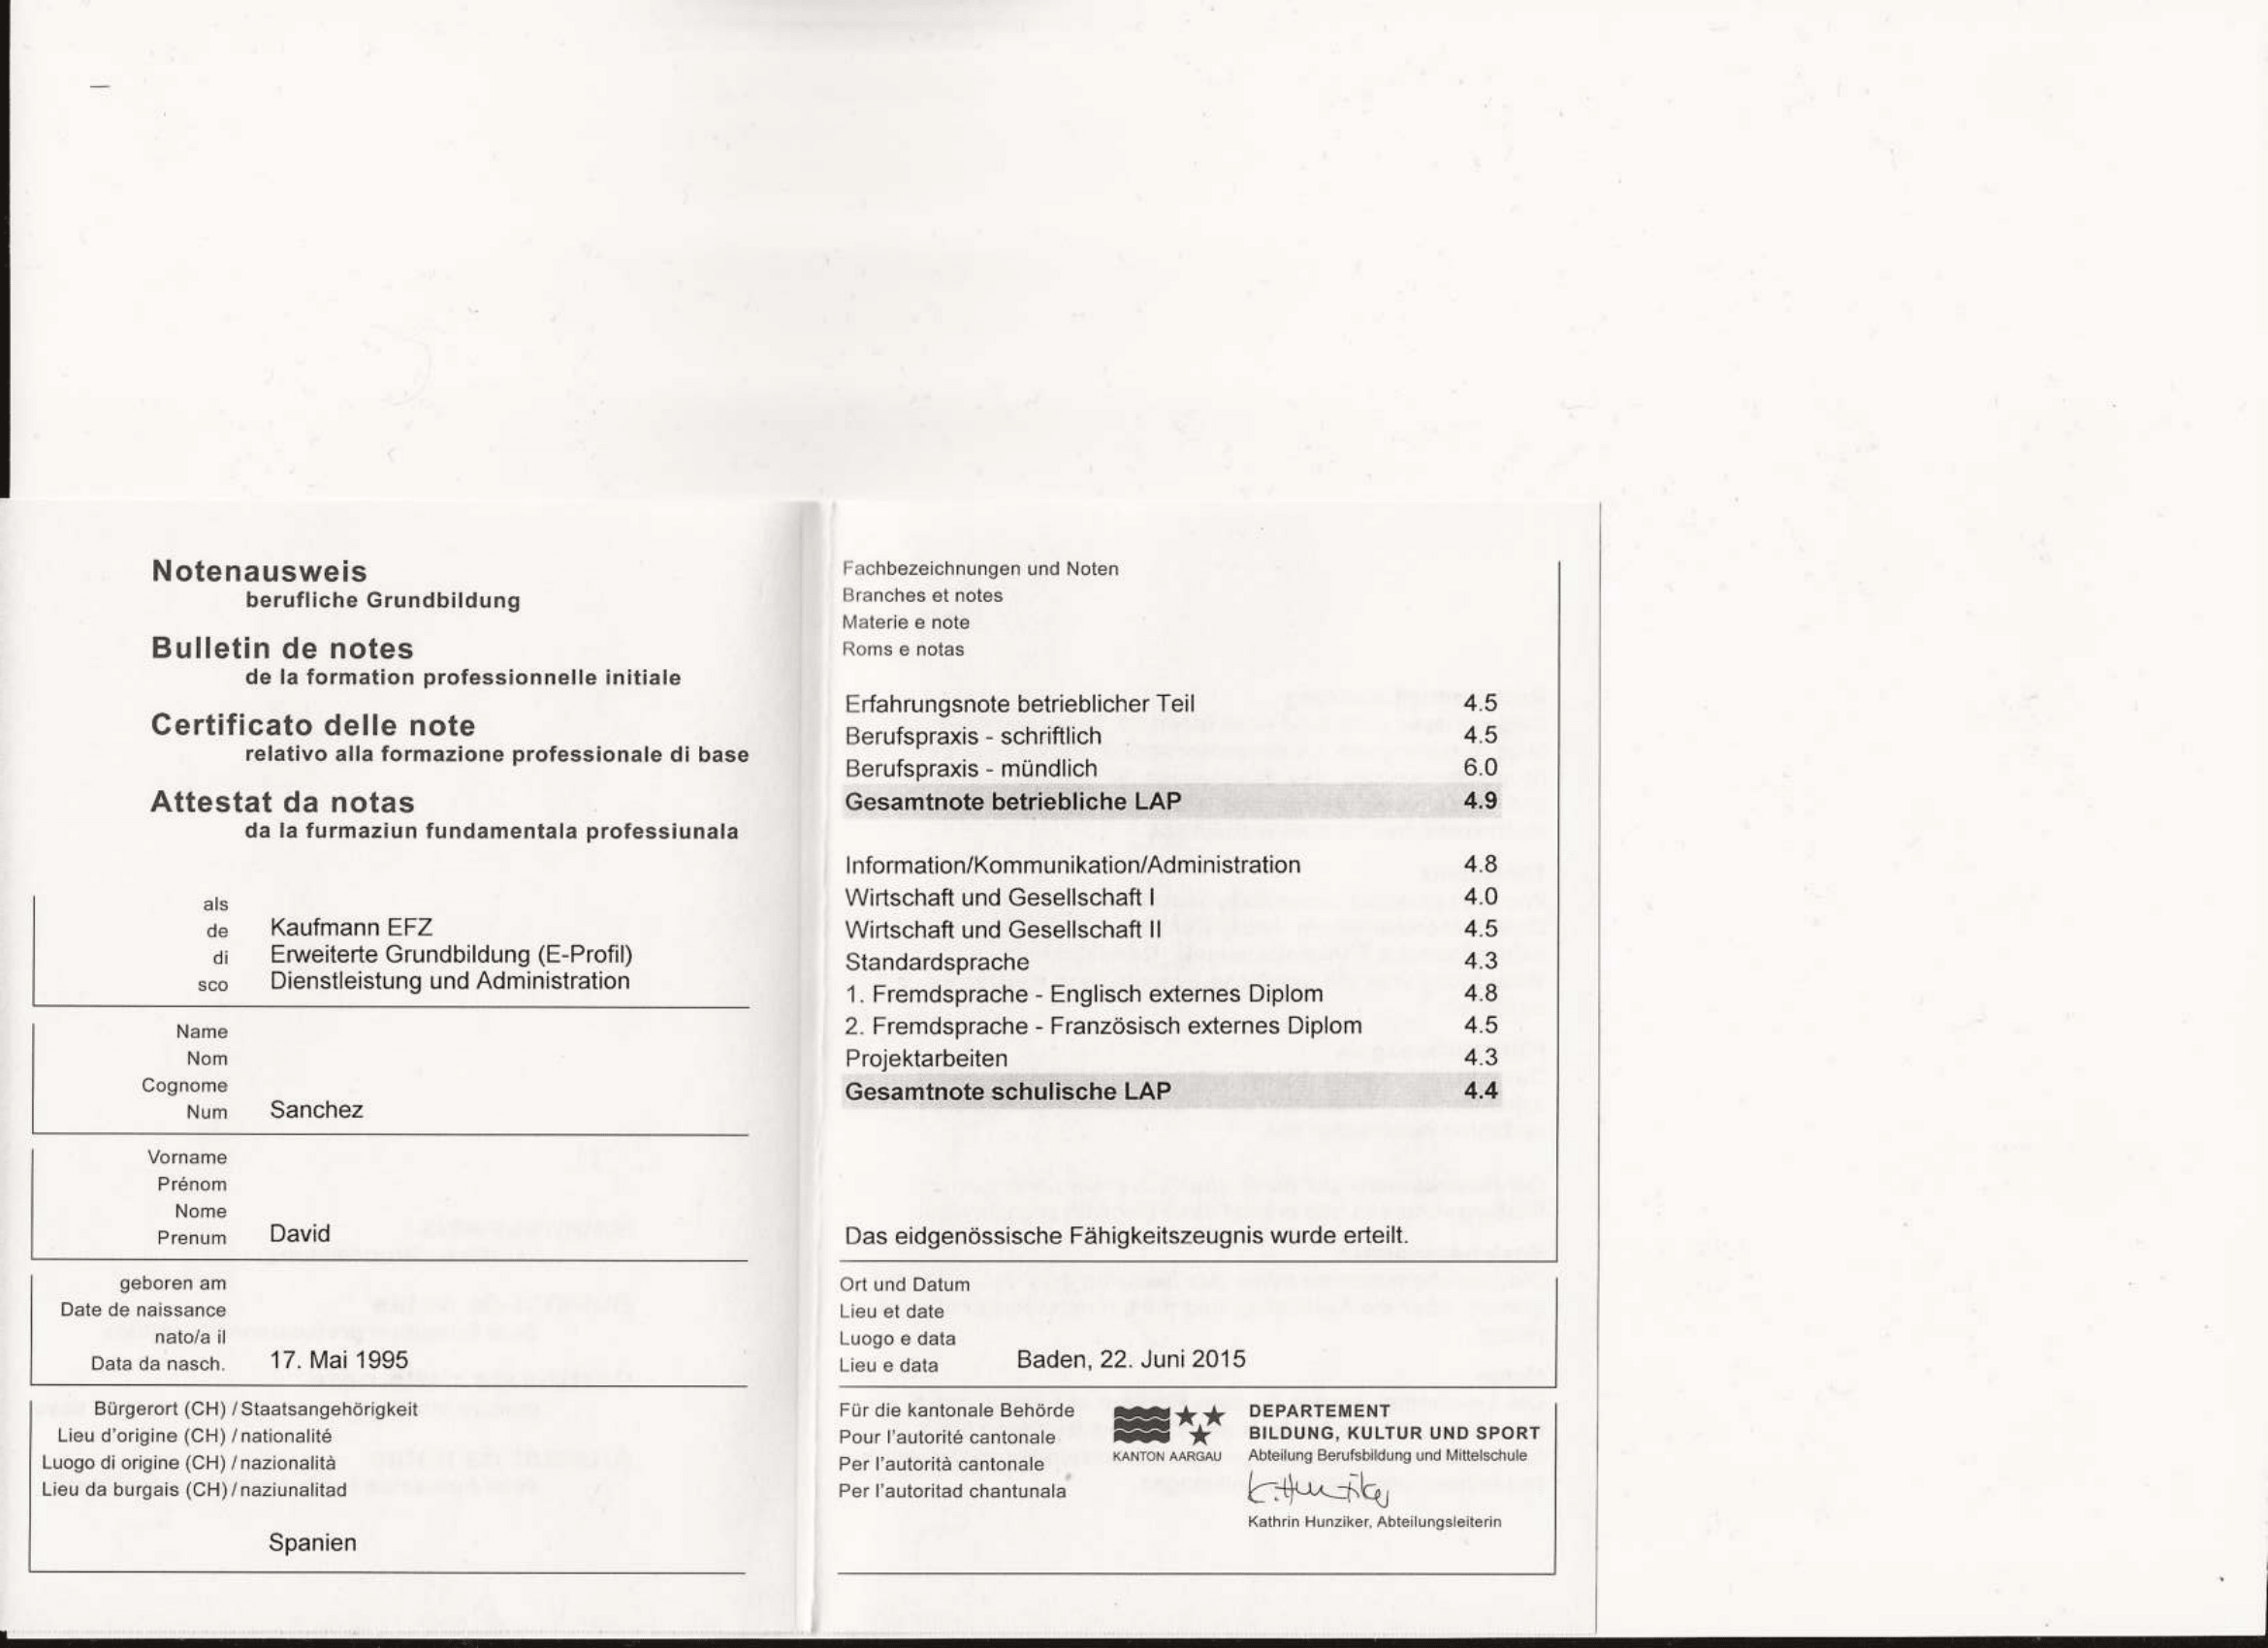 Notenausweis
berufliche Grundbildung
Bulletin de notes
de la formation professionnelle initiale
Certificato delle note
relativo alla formazione professionale di base
Attestat da notas
da la furmaziun fundamentala professiunala
als
de Kaufmann EFZ
di Erweiterte Grundbildung (E-Profil)
sco Dienstleistung und Administration
Name
Nom
Cognome
Num Sanchez
Vorname
Prénom
Nome
Prenum David
geboren am
Date de naissance
nato/a il
Data da nasch. 17. Mai 1995
Bürgerort (CH) / Staatsangehörigkeit
Lieu d'origine (CH) / nationalité
Luogo di origine (CH) / nazionalità
Lieu da burgais (CH) / naziunalitad
Spanien
Fachbezeichnungen und Noten
Branches et notes
Materie e note
Roms e notas
Erfahrungsnote betrieblicher Teil 4.5
Berufspraxis - schriftlich 4.5
Berufspraxis - mündlich 6.0
Gesamtnote betriebliche LAP 4.9
Information/Kommunikation/Administration 4.8
Wirtschaft und Gesellschaft I 4.0
Wirtschaft und Gesellschaft II 4.5
Standardsprache 4.3
1. Fremdsprache - Englisch externes Diplom 4.8
2. Fremdsprache - Französisch externes Diplom 4.5
Projektarbeiten 4.3
Gesamtnote schulische LAP 4.4
Das eidgenössische Fähigkeitszeugnis wurde erteilt.
Ort und Datum
Lieu et date
Luogo e data
Lieu e data Baden, 22. Juni 2015
Für die kantonale Behörde
Pour l'autorité cantonale
Per l'autorità cantonale
Per l'autoritad chantunala
KANTON AARGAU
DEPARTEMENT
BILDUNG, KULTUR UND SPORT
Abteilung Berufsbildung und Mittelschule
K. Hunziker
Kathrin Hunziker, Abteilungsleiterin